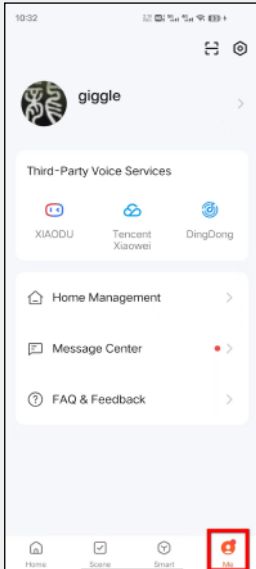 10:32
giggle
Third-Party Voice Services
XIAODU
Tencent
Xiaowei
DingDong
Home Management
Message Center
FAQ & Feedback
Home Scene Smart Me